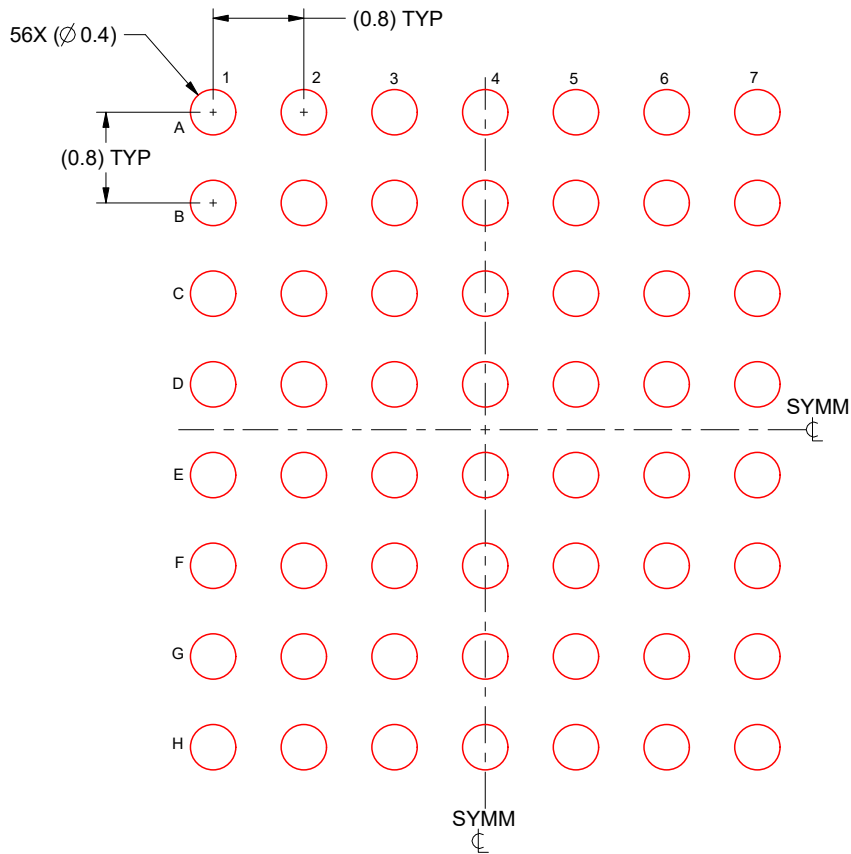 (0.8) TYP
56X (∅ 0.4)
1 2 3 4 5 6 7
A
(0.8) TYP
B
C
D
SYMM
℄
E
F
G
H
SYMM
℄